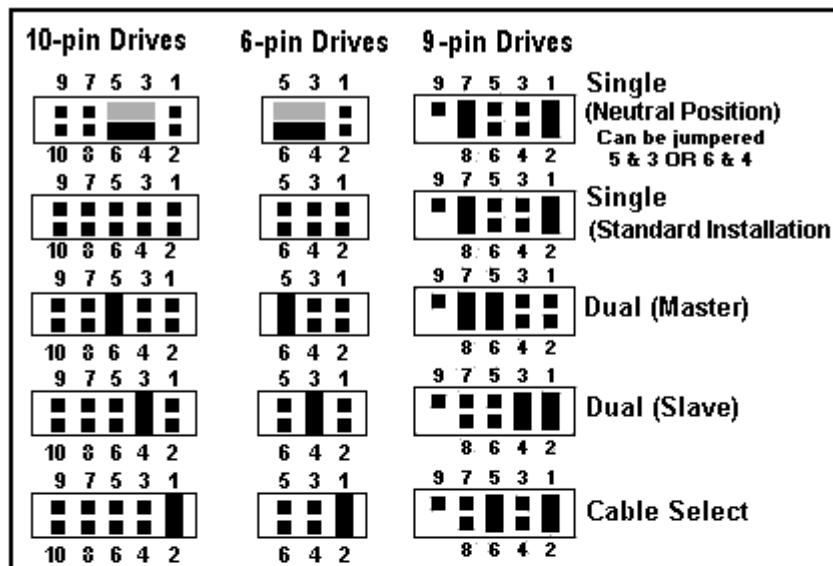 10-pin Drives 6-pin Drives 9-pin Drives
9 7 5 3 1 5 3 1 9 7 5 3 1 Single
(Neutral Position)
Can be jumpered
10 8 6 4 2 6 4 2 8 6 4 2 5 & 3 OR 6 & 4
9 7 5 3 1 5 3 1 9 7 5 3 1 Single
(Standard Installation
10 8 6 4 2 6 4 2 8 6 4 2
9 7 5 3 1 5 3 1 9 7 5 3 1
Dual (Master)
10 8 6 4 2 6 4 2 8 6 4 2
9 7 5 3 1 5 3 1 9 7 5 3 1
Dual (Slave)
10 8 6 4 2 6 4 2 8 6 4 2
9 7 5 3 1 5 3 1 9 7 5 3 1
Cable Select
10 8 6 4 2 6 4 2 8 6 4 2